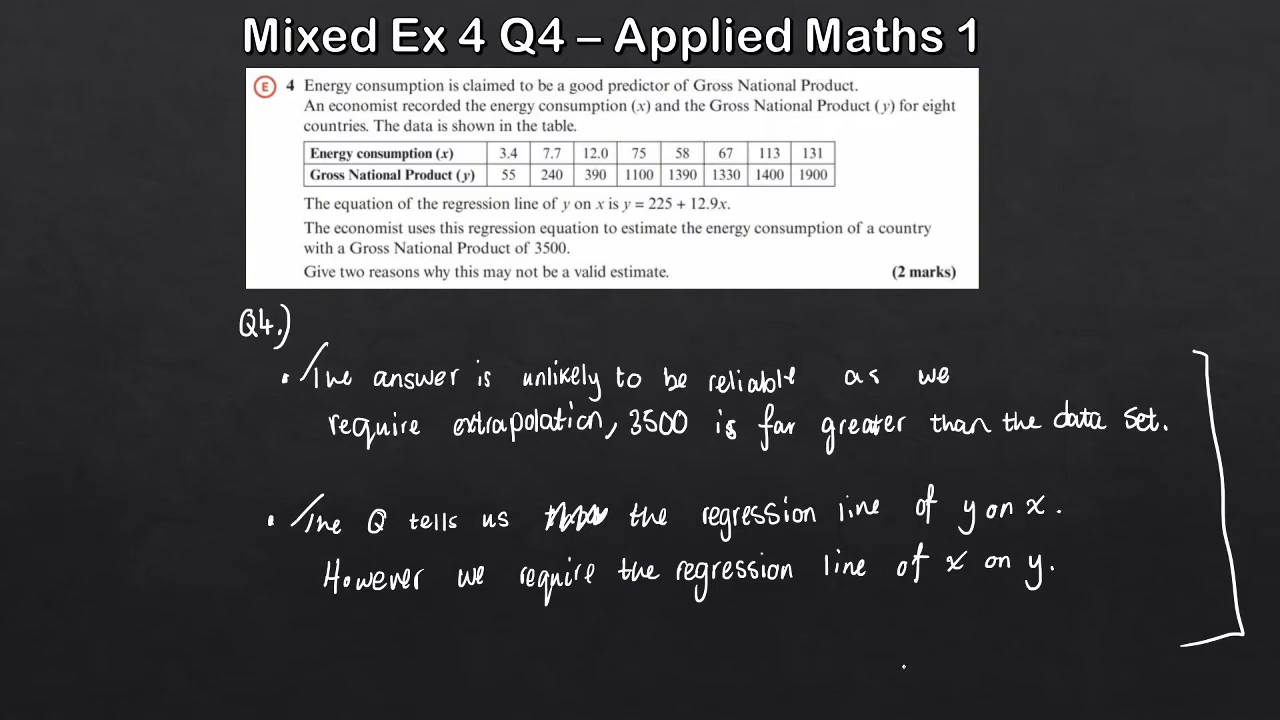 Mixed Ex 4 Q4 – Applied Maths 1
E 4 Energy consumption is claimed to be a good predictor of Gross National Product.
An economist recorded the energy consumption (x) and the Gross National Product (y) for eight
countries. The data is shown in the table.
Energy consumption (x) 3.4 7.7 12.0 75 58 67 113 131
Gross National Product (y) 55 240 390 1100 1390 1330 1400 1900
The equation of the regression line of y on x is y = 225 + 12.9x.
The economist uses this regression equation to estimate the energy consumption of a country
with a Gross National Product of 3500.
Give two reasons why this may not be a valid estimate. (2 marks)
Q4.)
• The answer is unlikely to be reliable as we
require extrapolation, 3500 is far greater than the data set.
• The Q tells us the regression line of y on x.
However we require the regression line of x on y.